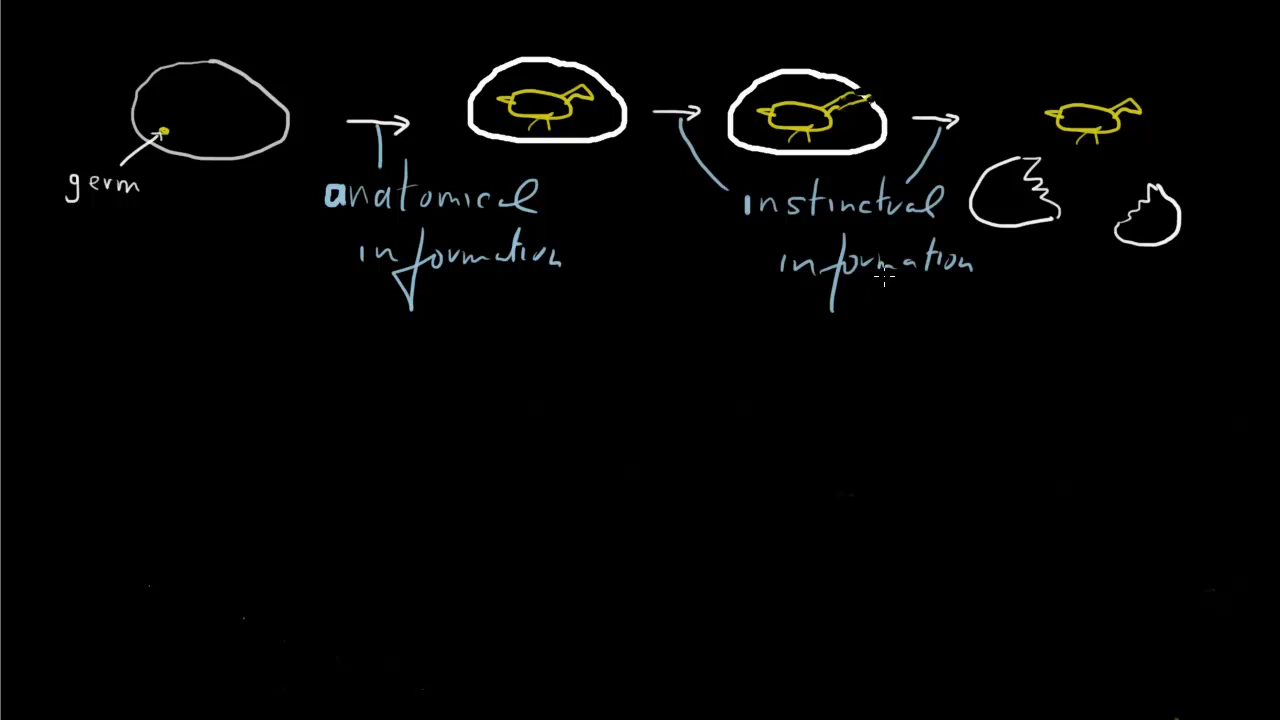 germ
anatomical
information
instinctual
information